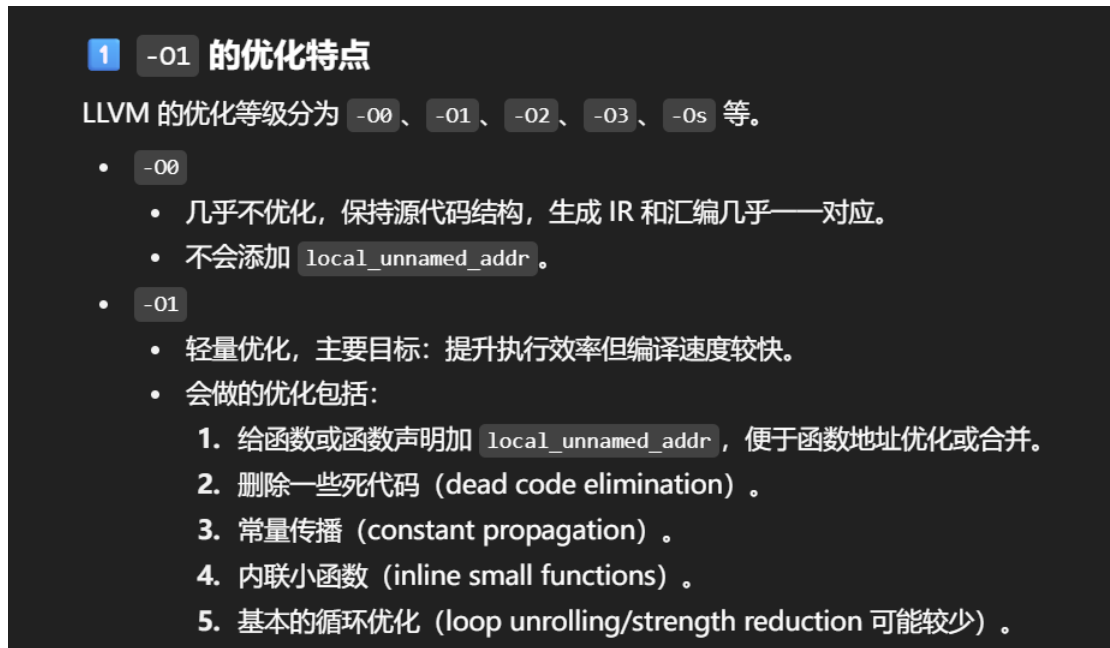 1 -O1 的优化特点
LLVM 的优化等级分为 -O0、-O1、-O2、-O3、-Os 等。
• -O0
• 几乎不优化，保持源代码结构，生成 IR 和汇编几乎一一对应。
• 不会添加 local_unnamed_addr。
• -O1
• 轻量优化，主要目标：提升执行效率但编译速度较快。
• 会做的优化包括：
1. 给函数或函数声明加 local_unnamed_addr，便于函数地址优化或合并。
2. 删除一些死代码（dead code elimination）。
3. 常量传播（constant propagation）。
4. 内联小函数（inline small functions）。
5. 基本的循环优化（loop unrolling/strength reduction 可能较少）。